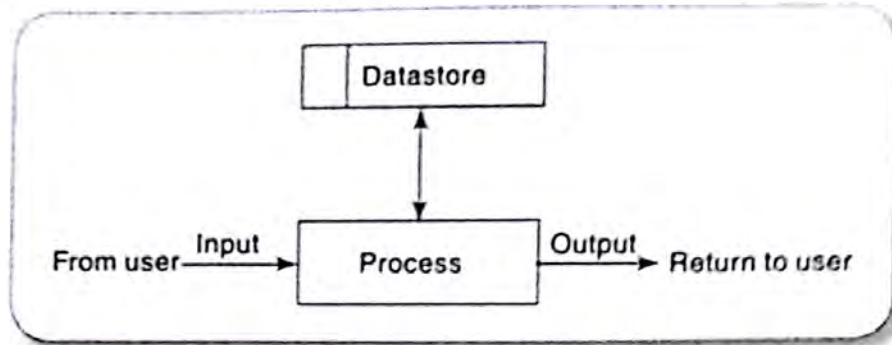 Datastore
Input
Output
From user
Process
Return to user